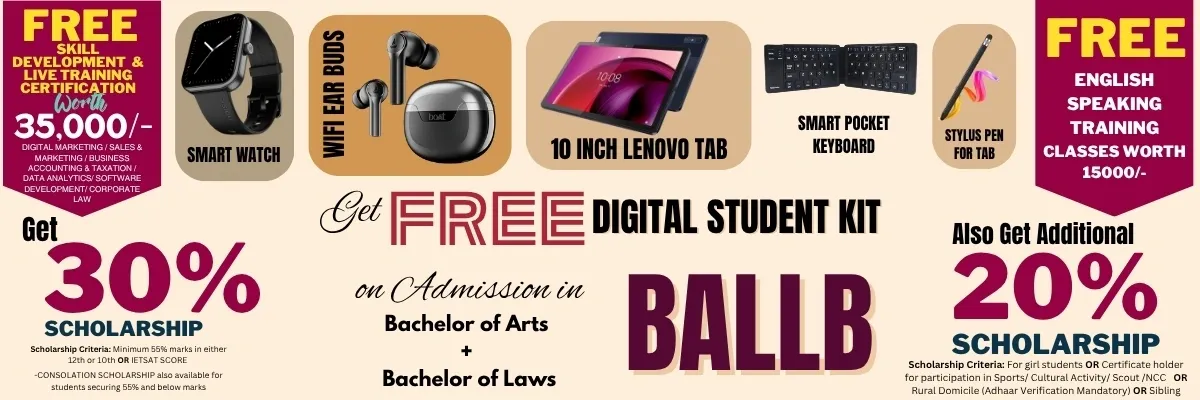 FREE
SKILL
DEVELOPMENT &
LIVE TRAINING
CERTIFICATION
Worth
35,000/-
DIGITAL MARKETING / SALES &
MARKETING / BUSINESS
ACCOUNTING & TAXATION /
DATA ANALYTICS/ SOFTWARE
DEVELOPMENT/ CORPORATE
LAW
SMART WATCH
WIFI EAR BUDS
boAt
10:08
10 INCH LENOVO TAB
SMART POCKET
KEYBOARD
STYLUS PEN
FOR TAB
FREE
ENGLISH
SPEAKING
TRAINING
CLASSES WORTH
15000/-
Get FREE DIGITAL STUDENT KIT
on Admission in
Bachelor of Arts
+
Bachelor of Laws
BALLB
Get
30%
SCHOLARSHIP
Scholarship Criteria: Minimum 55% marks in either
12th or 10th OR IETSAT SCORE
-CONSOLATION SCHOLARSHIP also available for
students securing 55% and below marks
Also Get Additional
20%
SCHOLARSHIP
Scholarship Criteria: For girl students OR Certificate holder
for participation in Sports/ Cultural Activity/ Scout /NCC OR
Rural Domicile (Adhaar Verification Mandatory) OR Sibling